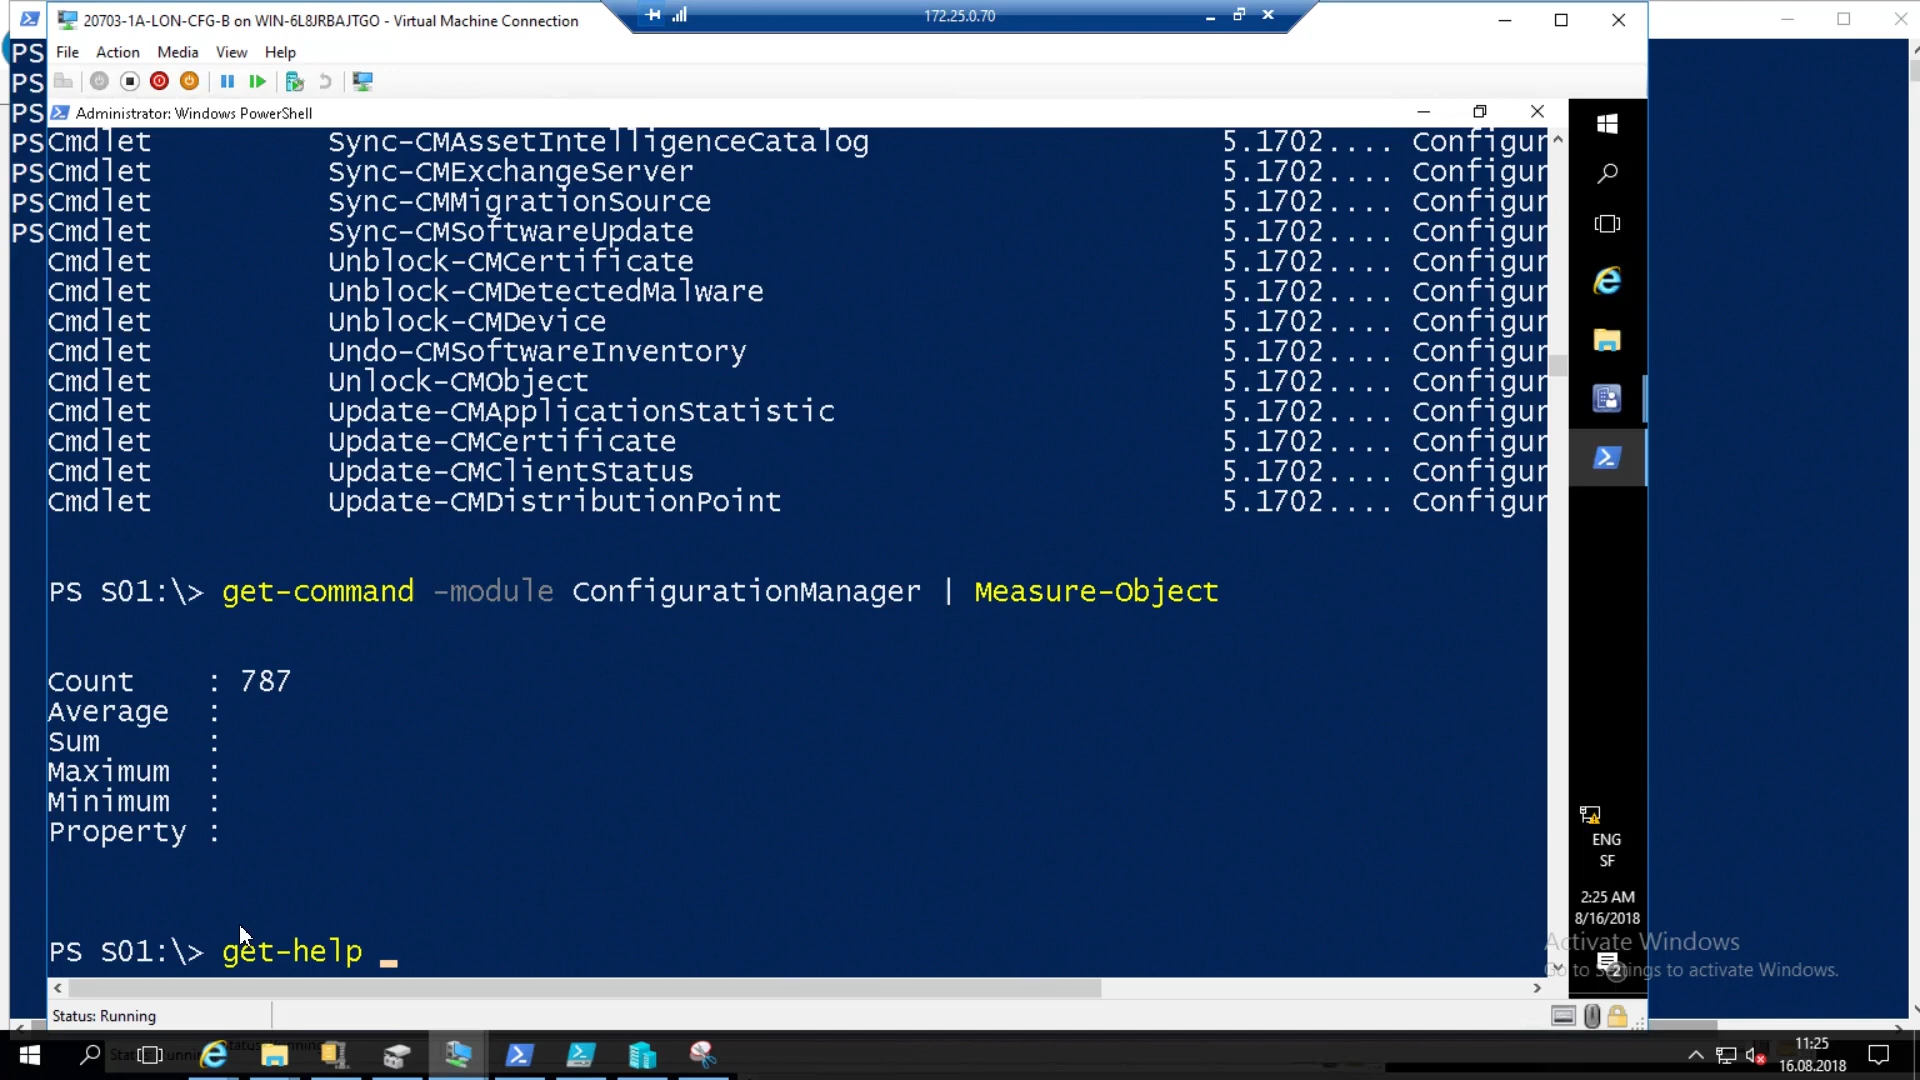 20703-1A-LON-CFG-B on WIN-6L8JRBAJTGO - Virtual Machine Connection
172.25.0.70
File Action Media View Help
Administrator: Windows PowerShell
PS
PS
PS
PS
PS
PS
PS
Cmdlet Sync-CMAssetIntelligenceCatalog 5.1702.... Configur
Cmdlet Sync-CMExchangeServer 5.1702.... Configur
Cmdlet Sync-CMMigrationSource 5.1702.... Configur
Cmdlet Sync-CMSoftwareUpdate 5.1702.... Configur
Cmdlet Unblock-CMCertificate 5.1702.... Configur
Cmdlet Unblock-CMDetectedMalware 5.1702.... Configur
Cmdlet Unblock-CMDevice 5.1702.... Configur
Cmdlet Undo-CMSoftwareInventory 5.1702.... Configur
Cmdlet Unlock-CMObject 5.1702.... Configur
Cmdlet Update-CMApplicationStatistic 5.1702.... Configur
Cmdlet Update-CMCertificate 5.1702.... Configur
Cmdlet Update-CMClientStatus 5.1702.... Configur
Cmdlet Update-CMDistributionPoint 5.1702.... Configur
PS S01:\> get-command -module ConfigurationManager | Measure-Object
Count : 787
Average :
Sum :
Maximum :
Minimum :
Property :
PS S01:\> get-help _
ENG
SF
2:25 AM
8/16/2018
Activate Windows
Go to Settings to activate Windows.
2
Status: Running
11:25
16.08.2018